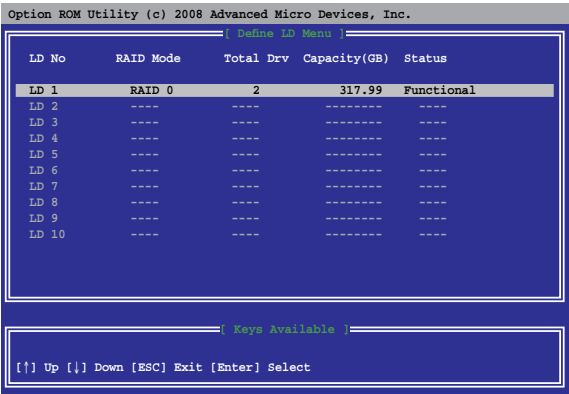 Option ROM Utility (c) 2008 Advanced Micro Devices, Inc.
[ Define LD Menu ]
LD No RAID Mode Total Drv Capacity(GB) Status
LD 1 RAID 0 2 317.99 Functional
LD 2 ---- ---- -------- ----
LD 3 ---- ---- -------- ----
LD 4 ---- ---- -------- ----
LD 5 ---- ---- -------- ----
LD 6 ---- ---- -------- ----
LD 7 ---- ---- -------- ----
LD 8 ---- ---- -------- ----
LD 9 ---- ---- -------- ----
LD 10 ---- ---- -------- ----
[ Keys Available ]
[↑] Up [↓] Down [ESC] Exit [Enter] Select